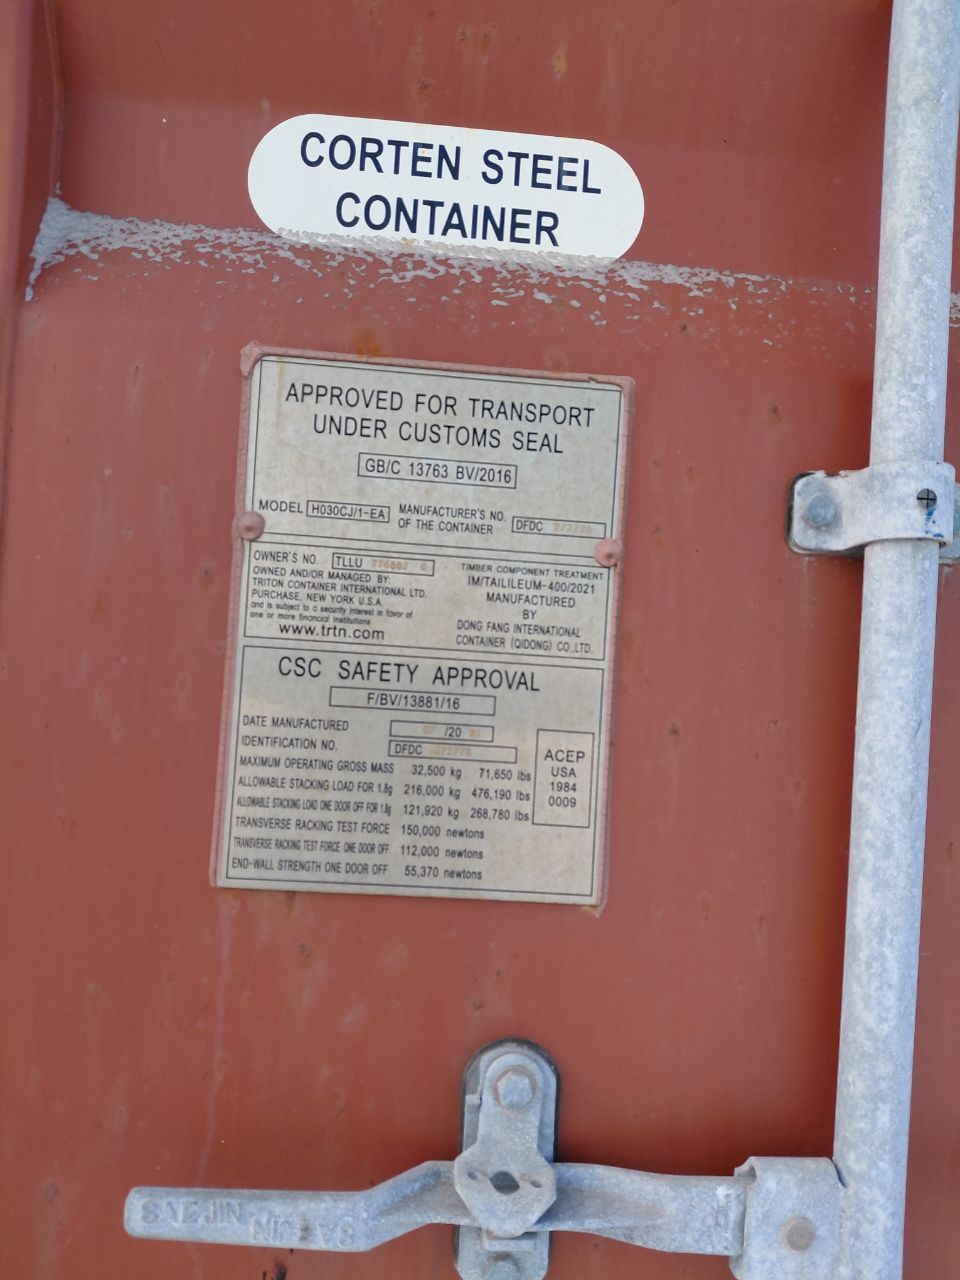 CORTEN STEEL
CONTAINER
APPROVED FOR TRANSPORT
UNDER CUSTOMS SEAL
GB/C 13763 BV/2016
MODEL H030CJ/1-EA
MANUFACTURER'S NO.
OF THE CONTAINER DFDC
OWNER'S NO. TLLU
OWNED AND/OR MANAGED BY:
TRITON CONTAINER INTERNATIONAL LTD.
PURCHASE, NEW YORK U.S.A.
and is subject to a security interest in favor of
one or more financial institutions
www.trtn.com
TIMBER COMPONENT TREATMENT
IM/TAILILEUM-400/2021
MANUFACTURED
BY
DONG FANG INTERNATIONAL
CONTAINER (QIDONG) CO.,LTD.
CSC SAFETY APPROVAL
F/BV/13881/16
DATE MANUFACTURED /20
IDENTIFICATION NO. DFDC
MAXIMUM OPERATING GROSS MASS 32,500 kg 71,650 lbs
ALLOWABLE STACKING LOAD FOR 1.8g 216,000 kg 476,190 lbs
ALLOWABLE STACKING LOAD ONE DOOR OFF FOR 1.8g 121,920 kg 268,780 lbs
TRANSVERSE RACKING TEST FORCE 150,000 newtons
TRANSVERSE RACKING TEST FORCE ONE DOOR OFF 112,000 newtons
END-WALL STRENGTH ONE DOOR OFF 55,370 newtons
ACEP
USA
1984
0009
SAEJIN